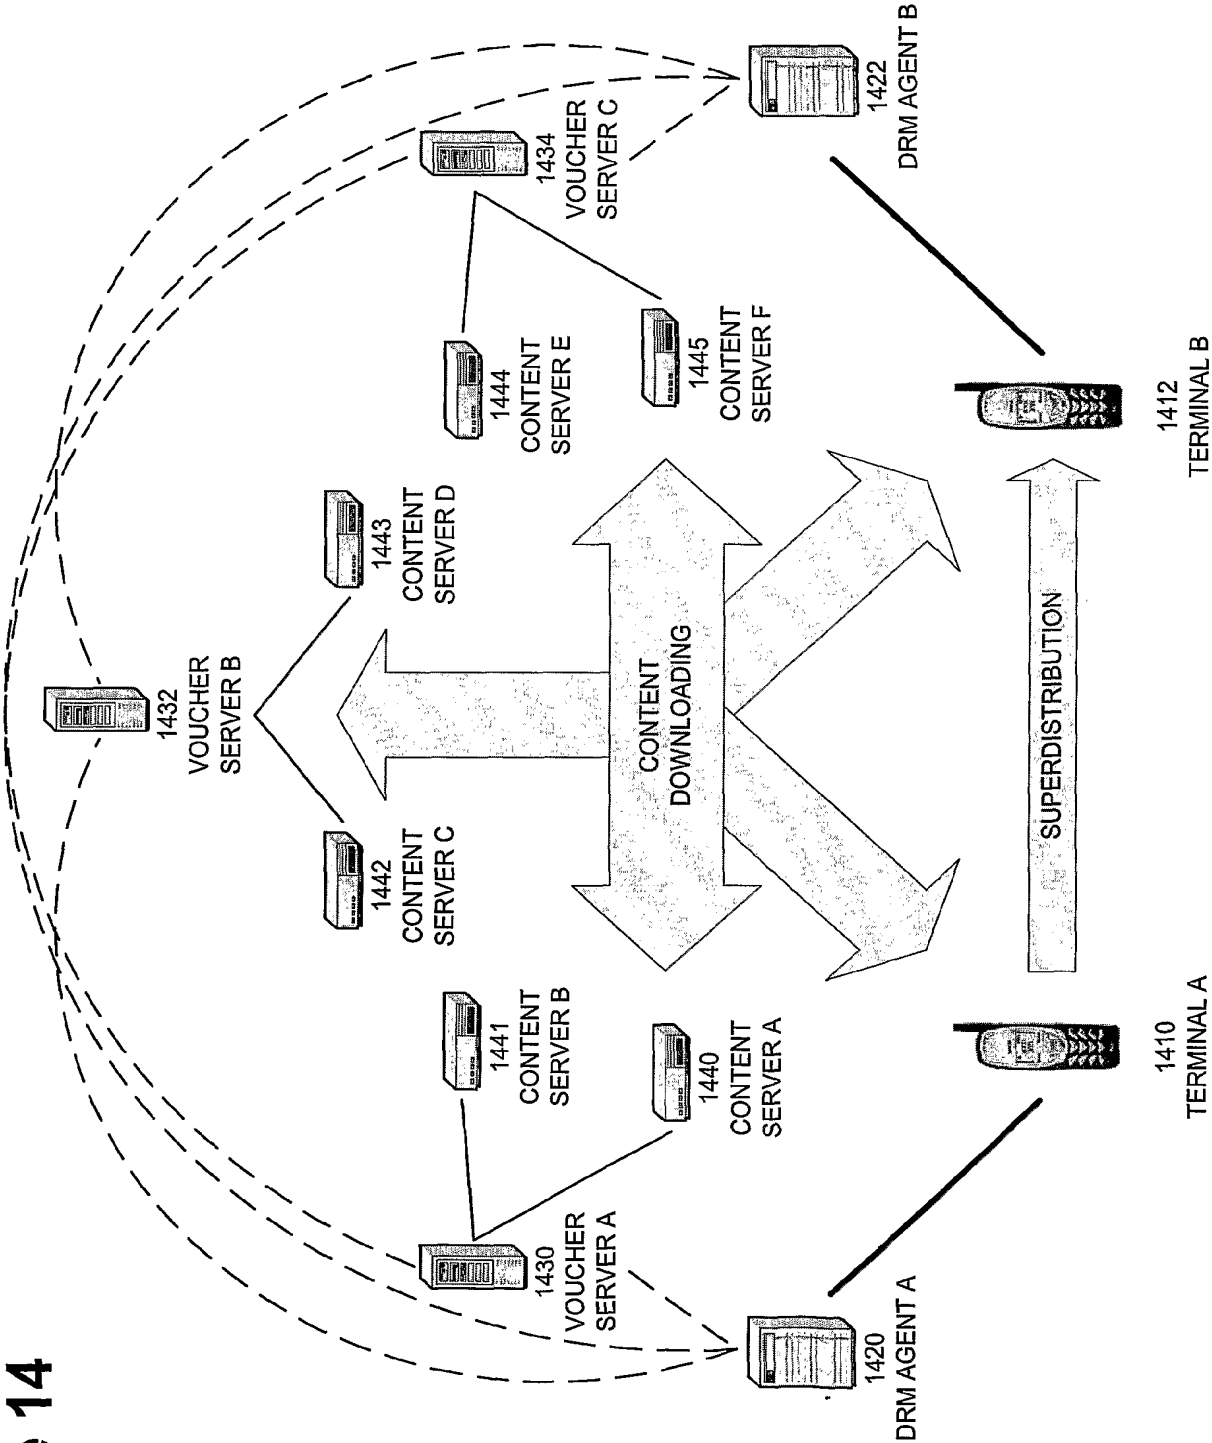 14
1432
VOUCHER
SERVER B
1442
CONTENT
SERVER C
1443
CONTENT
SERVER D
1430
VOUCHER
SERVER A
1441
CONTENT
SERVER B
1444
CONTENT
SERVER E
1434
VOUCHER
SERVER C
1440
CONTENT
SERVER A
CONTENT
DOWNLOADING
1445
CONTENT
SERVER F
1420
DRM AGENT A
1422
DRM AGENT B
SUPERDISTRIBUTION
1410
TERMINAL A
1412
TERMINAL B